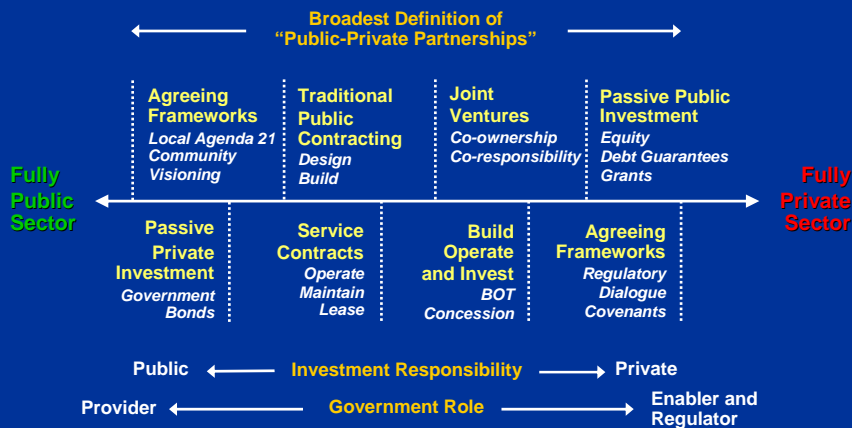 Broadest Definition of
“Public-Private Partnerships”
Agreeing
Frameworks
Local Agenda 21
Community
Visioning
Traditional
Public
Contracting
Design
Build
Joint
Ventures
Co-ownership
Co-responsibility
Passive Public
Investment
Equity
Debt Guarantees
Grants
Fully
Public
Sector
Fully
Private
Sector
Passive
Private
Investment
Government
Bonds
Service
Contracts
Operate
Maintain
Lease
Build
Operate
and Invest
BOT
Concession
Agreeing
Frameworks
Regulatory
Dialogue
Covenants
Public Investment Responsibility Private
Provider Government Role Enabler and
Regulator